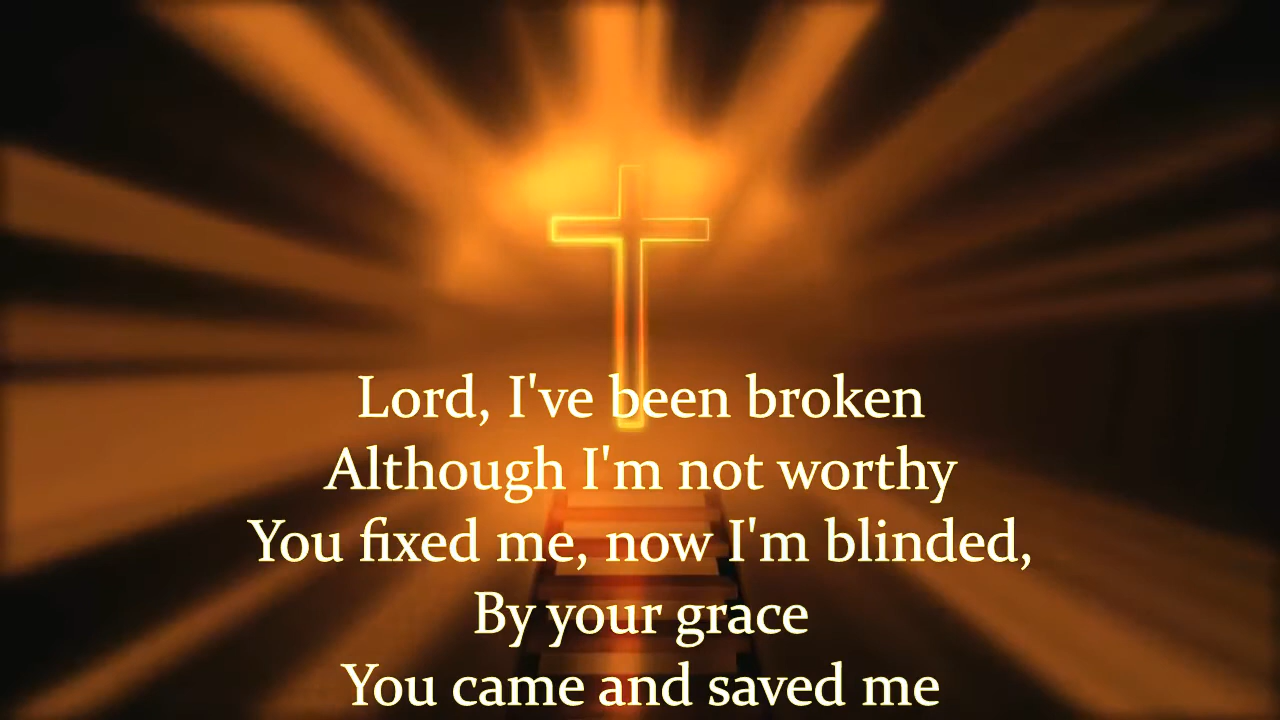 Lord, I've been broken
Although I'm not worthy
You fixed me, now I'm blinded,
By your grace
You came and saved me